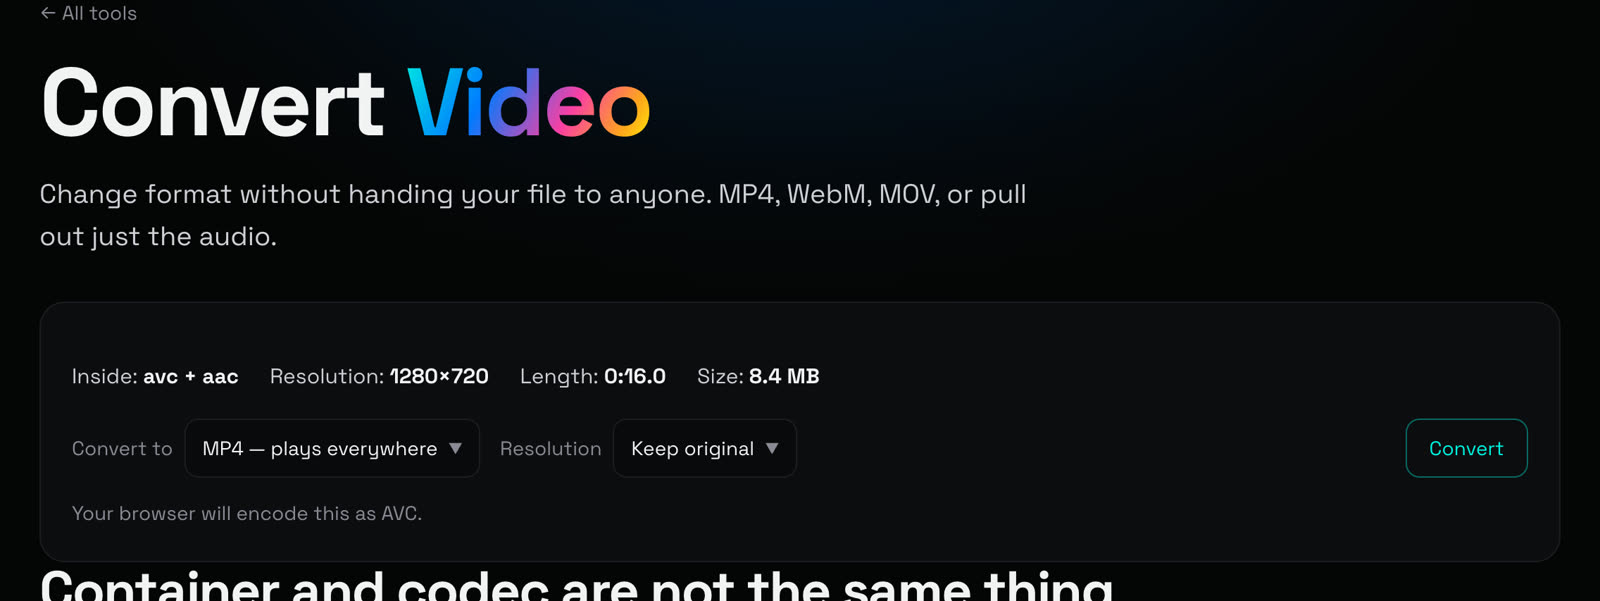 ← All tools
Convert Video
Change format without handing your file to anyone. MP4, WebM, MOV, or pull
out just the audio.
Inside: avc + aac Resolution: 1280×720 Length: 0:16.0 Size: 8.4 MB
Convert to MP4 — plays everywhere ▼ Resolution Keep original ▼ Convert
Your browser will encode this as AVC.
Container and codec are not the same thing